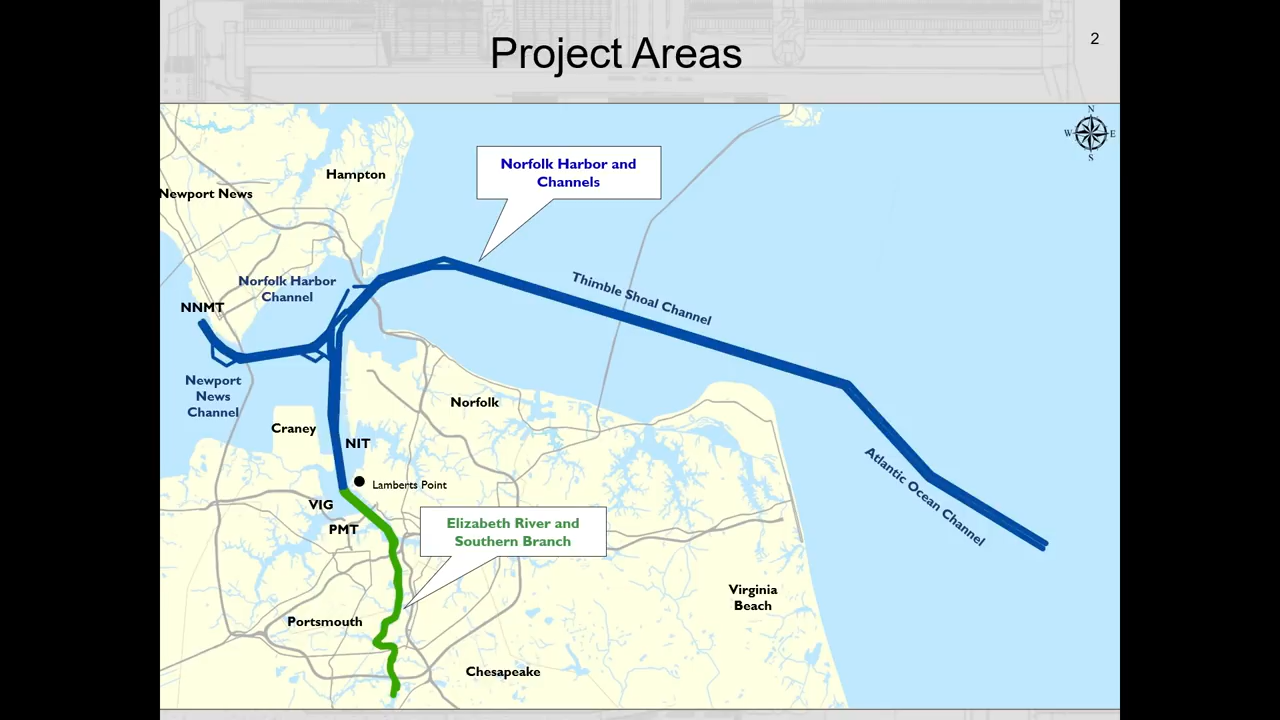 Project Areas
2
N
W E
S
Norfolk Harbor and
Channels
Hampton
Newport News
Norfolk Harbor
Channel
Thimble Shoal Channel
NNMT
Newport
News
Channel
Norfolk
Craney
NIT
Atlantic Ocean Channel
Lamberts Point
VIG
PMT
Elizabeth River and
Southern Branch
Virginia
Beach
Portsmouth
Chesapeake